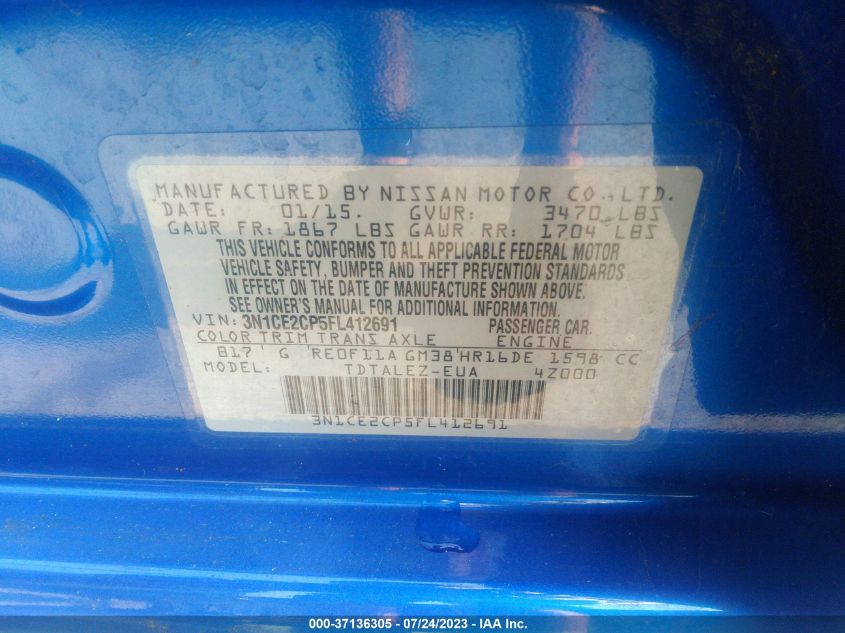 MANUFACTURED BY NISSAN MOTOR CO., LTD.
DATE: 01/15. GVWR: 3470 LBS
GAWR FR: 1867 LBS GAWR RR: 1704 LBS
THIS VEHICLE CONFORMS TO ALL APPLICABLE FEDERAL MOTOR
VEHICLE SAFETY, BUMPER AND THEFT PREVENTION STANDARDS
IN EFFECT ON THE DATE OF MANUFACTURE SHOWN ABOVE.
SEE OWNER'S MANUAL FOR ADDITIONAL INFORMATION.
VIN: 3N1CE2CP5FL412691 PASSENGER CAR.
COLOR TRIM TRANS AXLE ENGINE
B17 G RE0F11A GM38 HR16DE 1598 CC
MODEL: TDTALEZ-EUA 4Z000
3N1CE2CP5FL412691
000-37136305 - 07/24/2023 - IAA Inc.